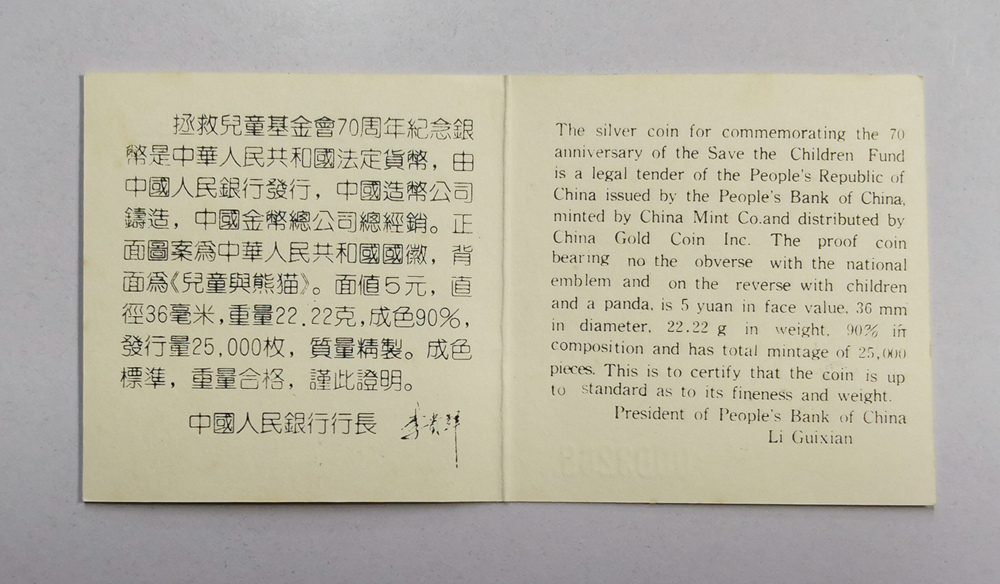 拯救兒童基金會70周年紀念銀
幣是中華人民共和國法定貨幣，由
中國人民銀行發行，中國造幣公司
鑄造，中國金幣總公司總經銷。正
面圖案爲中華人民共和國國徽，背
面爲《兒童與熊猫》。面値5元，直
徑36毫米，重量22.22克，成色90%，
發行量25,000枚，質量精製。成色
標準，重量合格，謹此證明。
中國人民銀行行長 李貴鮮
The silver coin for commemorating the 70
anniversary of the Save the Children Fund
is a legal tender of the People's Republic of
China issued by the People's Bank of China,
minted by China Mint Co.and distributed by
China Gold Coin Inc. The proof coin
bearing no the obverse with the national
emblem and on the reverse with children
and a panda, is 5 yuan in face value, 36 mm
in diameter, 22.22 g in weight, 90% in
composition and has total mintage of 25,000
pieces. This is to certify that the coin is up
to standard as to its fineness and weight.
President of People's Bank of China
Li Guixian